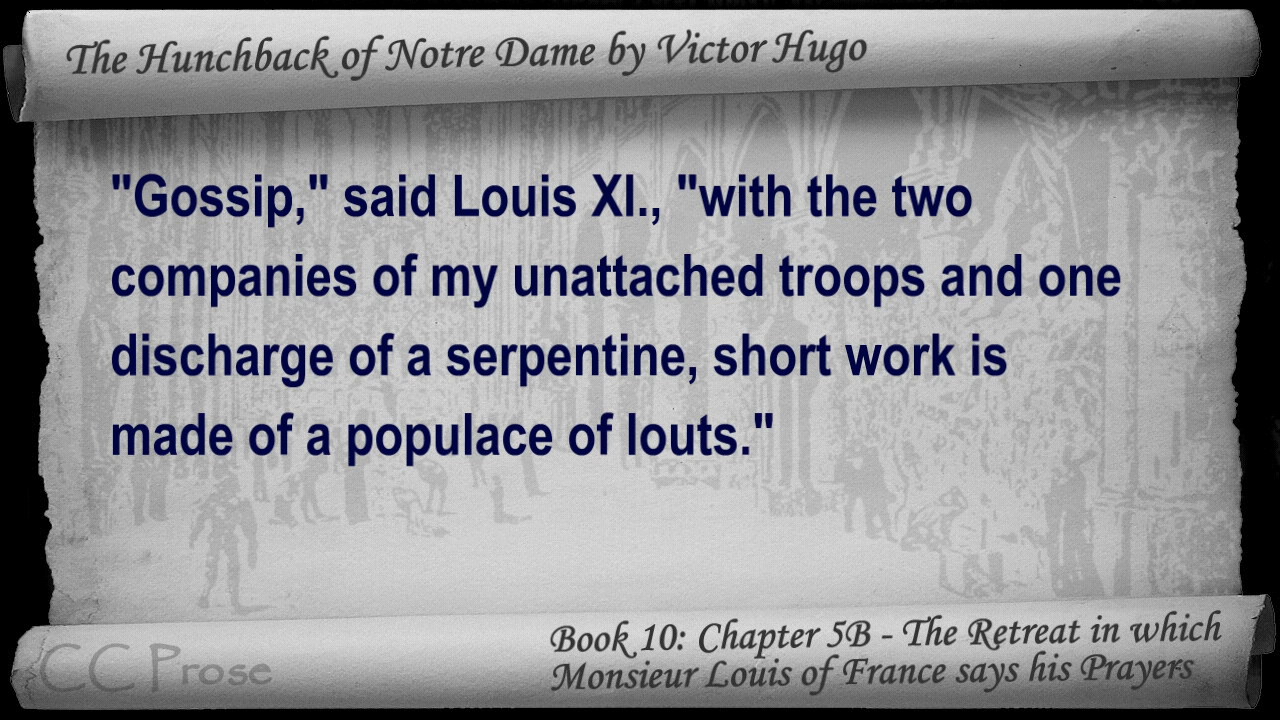 The Hunchback of Notre Dame by Victor Hugo
"Gossip," said Louis XI., "with the two
companies of my unattached troops and one
discharge of a serpentine, short work is
made of a populace of louts."
CC Prose
Book 10: Chapter 5B - The Retreat in which
Monsieur Louis of France says his Prayers